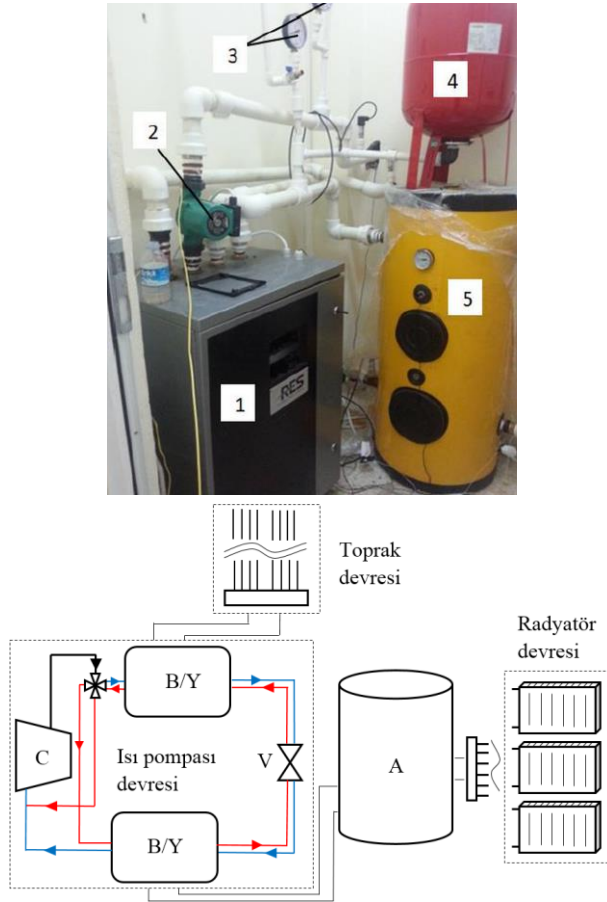 3
4
2
5
1
RES
Toprak
devresi
Radyatör
devresi
B/Y
C
Isı pompası
devresi
V
A
B/Y